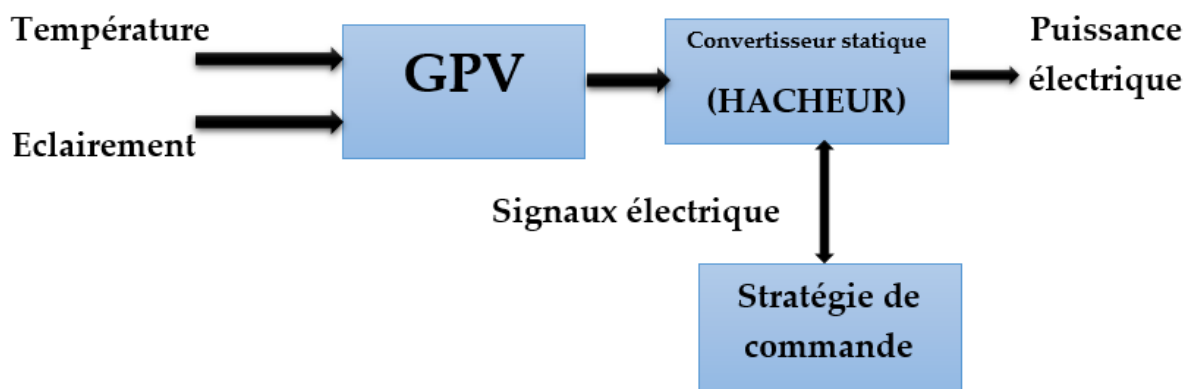 Température
Eclairement
GPV
Convertisseur statique
(HACHEUR)
Puissance
électrique
Signaux électrique
Stratégie de
commande